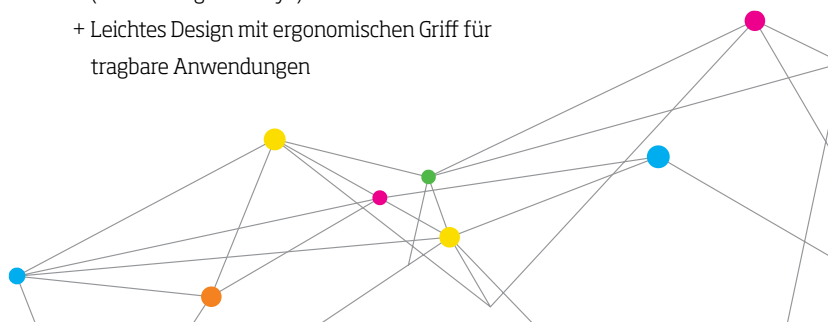 + Leichtes Design mit ergonomischen Griff für
tragbare Anwendungen